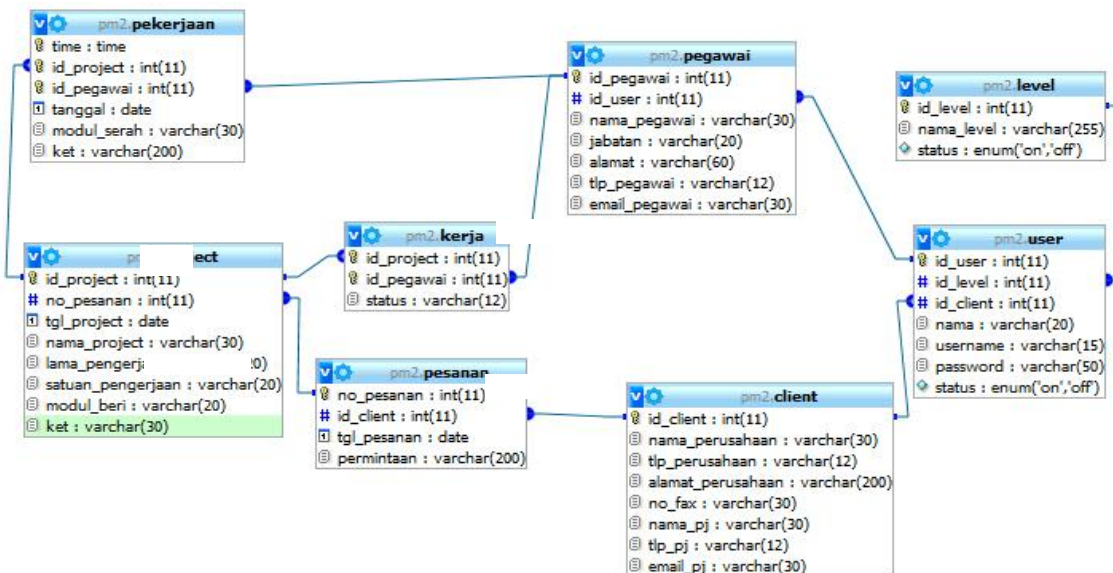 pm2.pekerjaan
time : time
id_project : int(11)
id_pegawai : int(11)
tanggal : date
modul_serah : varchar(30)
ket : varchar(200)
pm2.pegawai
id_pegawai : int(11)
# id_user : int(11)
nama_pegawai : varchar(30)
jabatan : varchar(20)
alamat : varchar(60)
tlp_pegawai : varchar(12)
email_pegawai : varchar(30)
pm2.level
id_level : int(11)
nama_level : varchar(255)
status : enum('on','off')
pm2.kerja
id_project : int(11)
id_pegawai : int(11)
status : varchar(12)
id_project : int(11)
# no_pesanan : int(11)
tgl_project : date
nama_project : varchar(30)
satuan_pengerjaan : varchar(20)
modul_beri : varchar(20)
ket : varchar(30)
pm2.user
id_user : int(11)
# id_level : int(11)
# id_client : int(11)
nama : varchar(20)
username : varchar(15)
password : varchar(50)
status : enum('on','off')
pm2.pesanan
no_pesanan : int(11)
# id_client : int(11)
tgl_pesanan : date
permintaan : varchar(200)
pm2.client
id_client : int(11)
nama_perusahaan : varchar(30)
tlp_perusahaan : varchar(12)
alamat_perusahaan : varchar(200)
no_fax : varchar(30)
nama_pj : varchar(30)
tlp_pj : varchar(12)
email_pj : varchar(30)